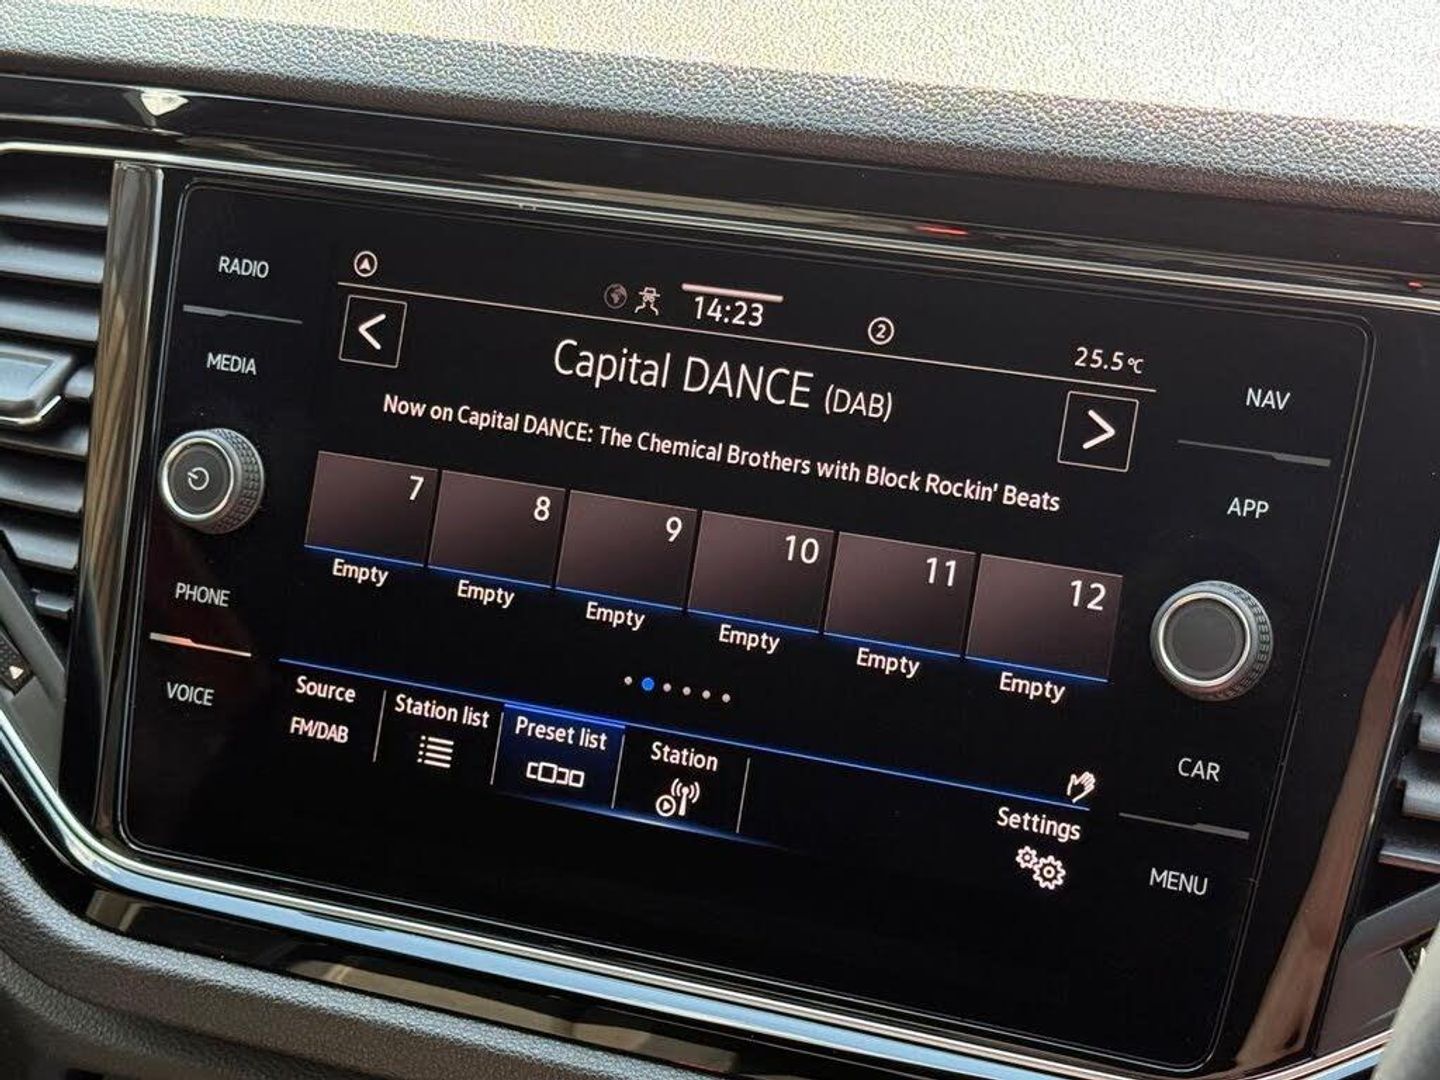 RADIO
MEDIA
PHONE
VOICE
14:23
2
25.5°C
Capital DANCE (DAB)
Now on Capital DANCE: The Chemical Brothers with Block Rockin' Beats
7 8 9 10 11 12
Empty Empty Empty Empty Empty Empty
Source Station list Preset list Station Settings
FM/DAB
NAV
APP
CAR
MENU